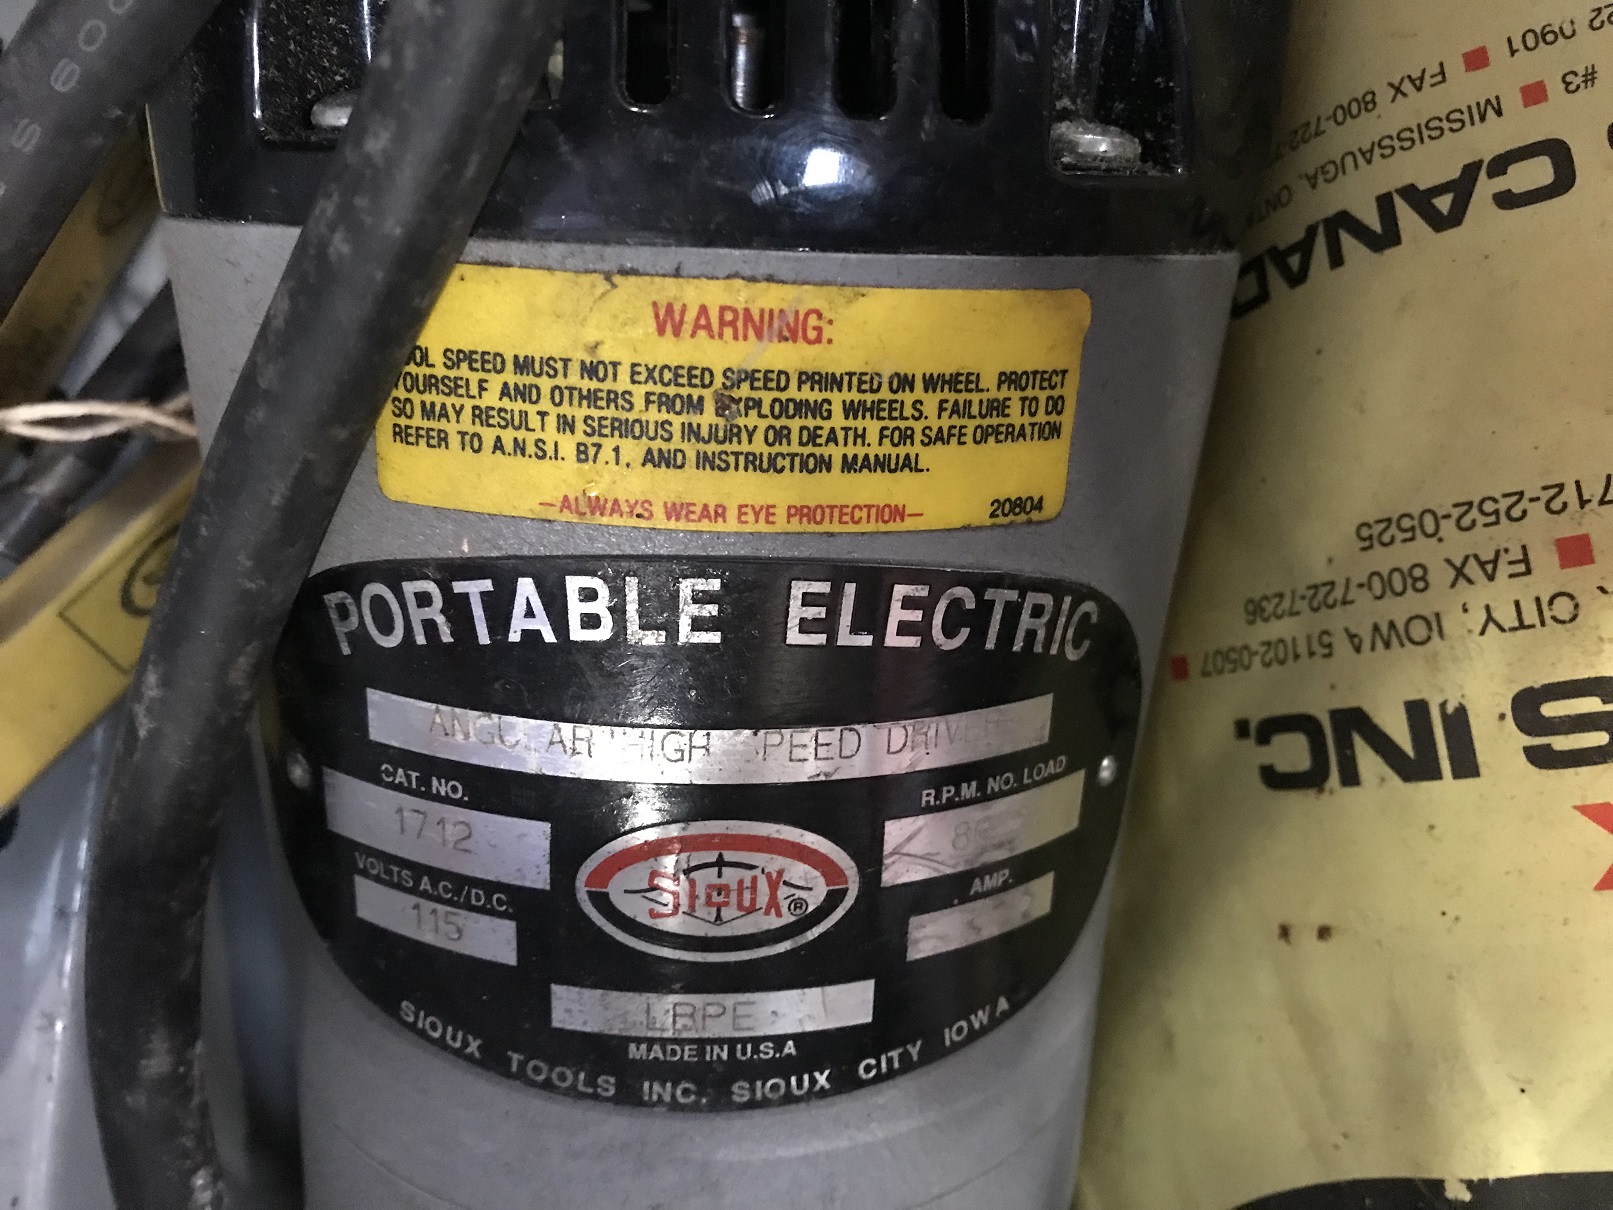 WARNING:
OOL SPEED MUST NOT EXCEED SPEED PRINTED ON WHEEL. PROTECT
YOURSELF AND OTHERS FROM EXPLODING WHEELS. FAILURE TO DO
SO MAY RESULT IN SERIOUS INJURY OR DEATH. FOR SAFE OPERATION
REFER TO A.N.S.I. B7.1, AND INSTRUCTION MANUAL.
—ALWAYS WEAR EYE PROTECTION—
20804
PORTABLE ELECTRIC
ANGULAR HIGH SPEED DRIVER
CAT. NO.
1712
R.P.M. NO. LOAD
VOLTS A.C./D.C.
115
AMP.
SIOUX®
LBPE
MADE IN U.S.A
SIOUX TOOLS INC. SIOUX CITY IOWA
S INC.
CITY, IOWA 51102-0507
FAX 800-722-7236
712-252-0525
CANAD
#3 MISSISSAUGA, ONT
FAX 800-722-